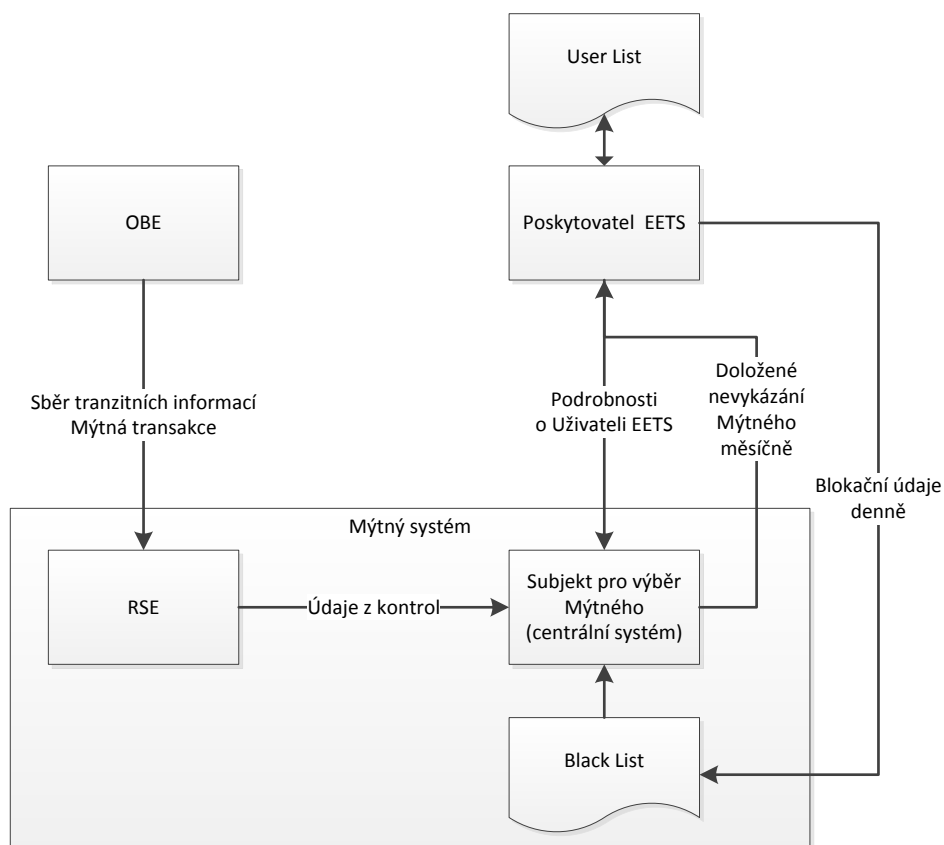 User List
OBE
Poskytovatel EETS
Sběr tranzitních informací
Mýtná transakce
Podrobnosti
o Uživateli EETS
Doložené
nevykázání
Mýtného
měsíčně
Blokační údaje
denně
Mýtný systém
RSE
Údaje z kontrol
Subjekt pro výběr
Mýtného
(centrální systém)
Black List